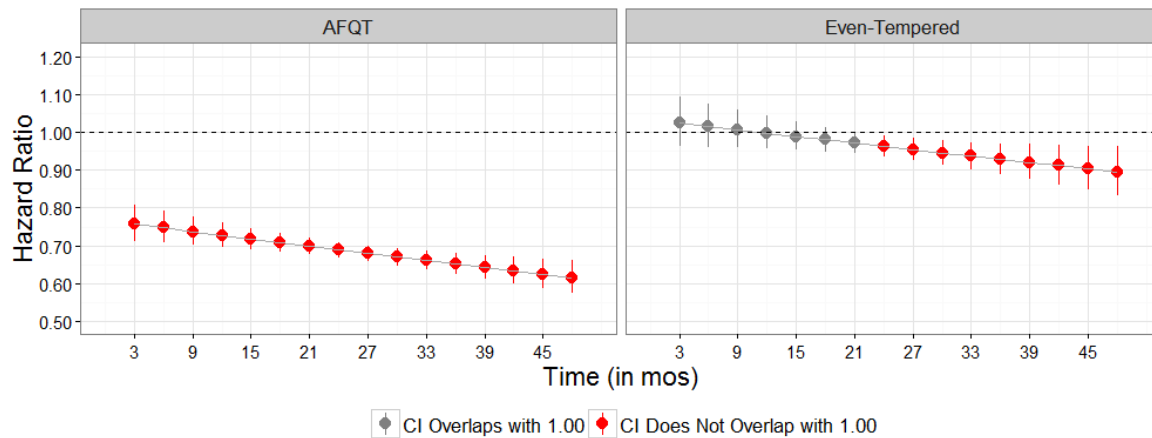 AFQT
Even-Tempered
Hazard Ratio
1.20
1.10
1.00
0.90
0.80
0.70
0.60
0.50
3 9 15 21 27 33 39 45
3 9 15 21 27 33 39 45
Time (in mos)
CI Overlaps with 1.00 CI Does Not Overlap with 1.00